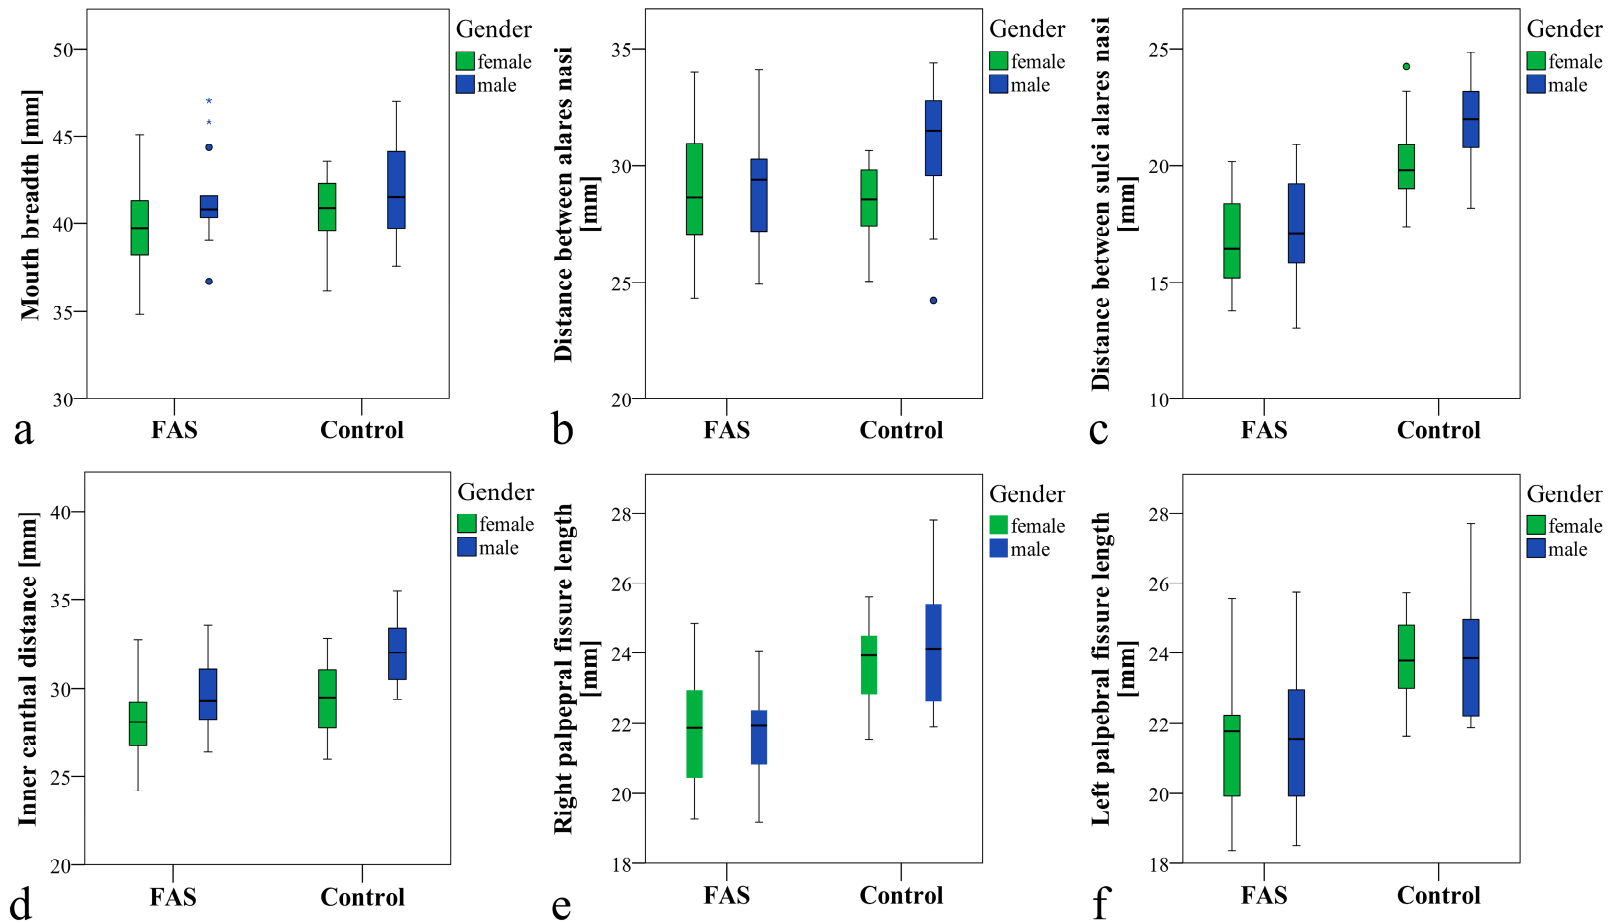 Gender
female
male
Mouth breadth [mm]
50
45
40
35
30
FAS
Control
a
Gender
female
male
Distance between alares nasi
[mm]
35
30
25
20
FAS
Control
b
Gender
female
male
Distance between sulci alares nasi
[mm]
25
20
15
10
FAS
Control
c
Gender
female
male
Inner canthal distance [mm]
40
35
30
25
20
FAS
Control
d
Gender
female
male
Right palpepral fissure length
[mm]
28
26
24
22
20
18
FAS
Control
e
Gender
female
male
Left palpebral fissure length
[mm]
28
26
24
22
20
18
FAS
Control
f